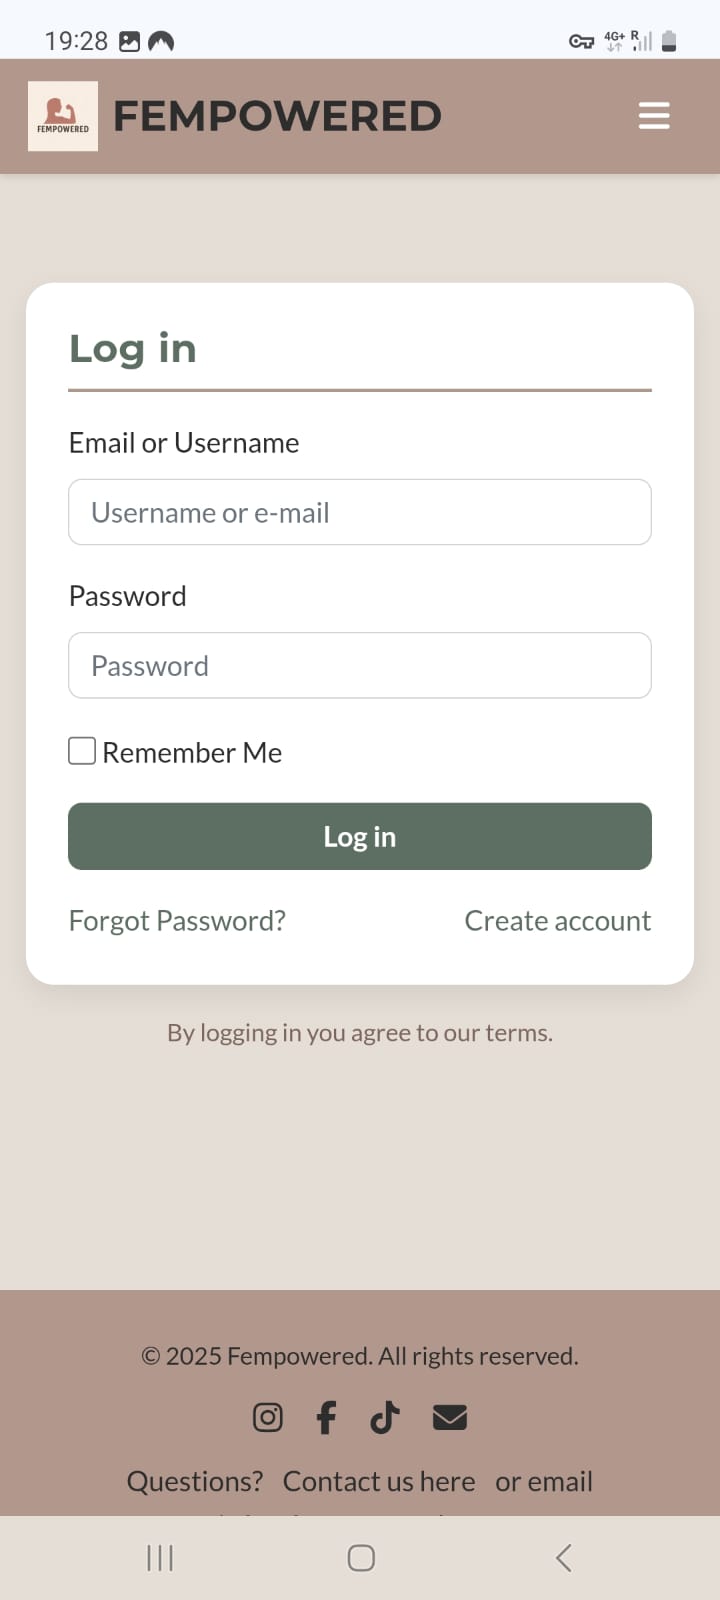 19:28
4G+ R
FEMPOWERED
FEMPOWERED
Log in
Email or Username
Username or e-mail
Password
Password
Remember Me
Log in
Forgot Password? Create account
By logging in you agree to our terms.
© 2025 Fempowered. All rights reserved.
Questions? Contact us here or email